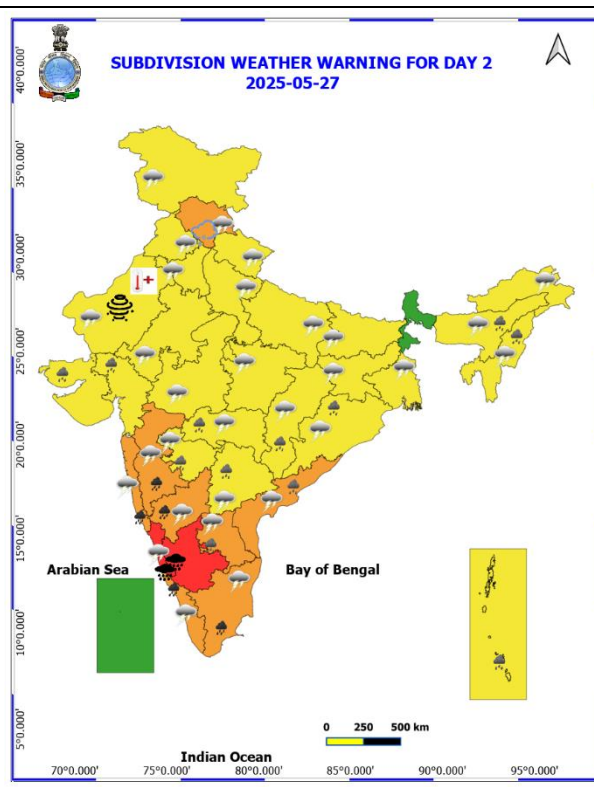 SUBDIVISION WEATHER WARNING FOR DAY 2
2025-05-27
40°0.000'
35°0.000'
30°0.000'
25°0.000'
20°0.000'
15°0.000'
10°0.000'
5°0.000'
Arabian Sea
Bay of Bengal
0 250 500 km
Indian Ocean
70°0.000' 75°0.000' 80°0.000' 85°0.000' 90°0.000' 95°0.000'